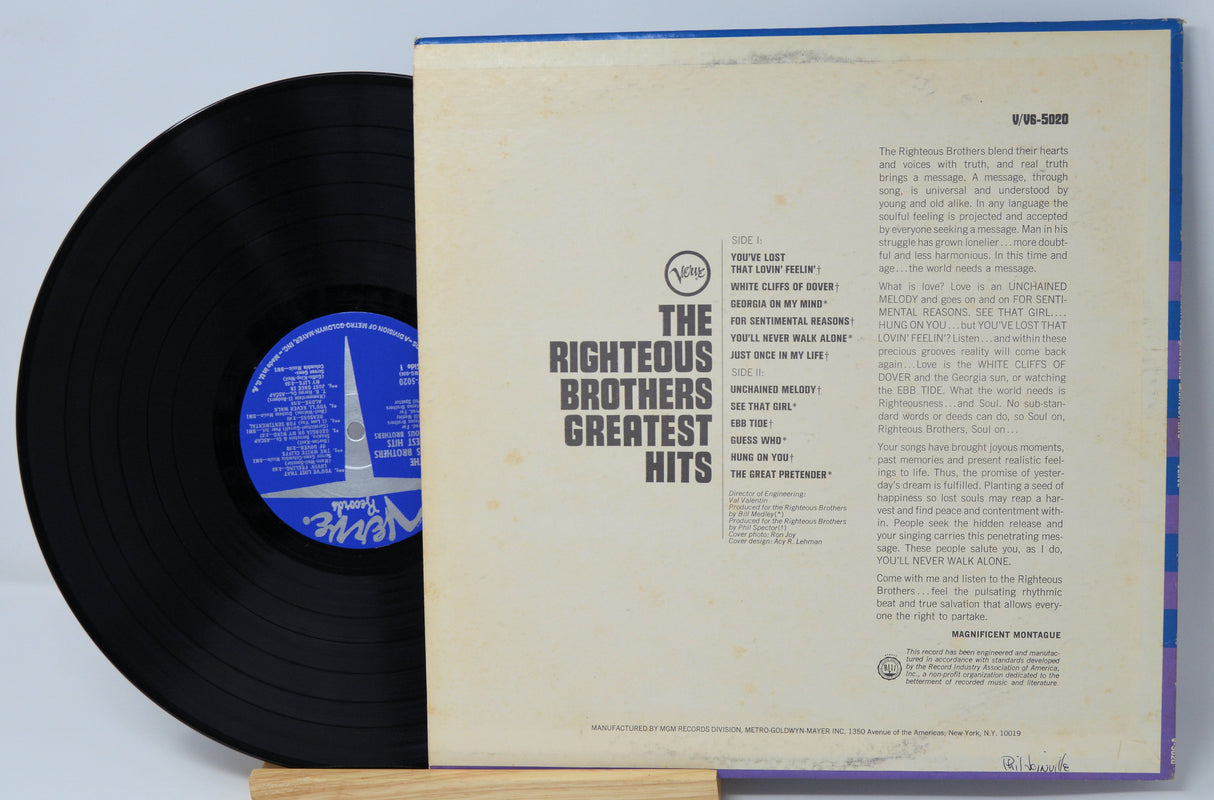 V/V6-5020
The Righteous Brothers blend their hearts
and voices with truth, and real truth
brings a message. A message, through
song, is universal and understood by
young and old alike. In any language the
soulful feeling is projected and accepted
by everyone seeking a message. Man in his
struggle has grown lonelier...more doubt-
ful and less harmonious. In this time and
age...the world needs a message.
What is love? Love is an UNCHAINED
MELODY and goes on and on FOR SENTI-
MENTAL REASONS. SEE THAT GIRL....
HUNG ON YOU...but YOU'VE LOST THAT
LOVIN' FEELIN'? Listen...and within these
precious grooves reality will come back
again...Love is the WHITE CLIFFS OF
DOVER and the Georgia sun, or watching
the EBB TIDE. What the world needs is
Righteousness...and Soul. No sub-stan-
dard words or deeds can do, so Soul on,
Righteous Brothers, Soul on...
Your songs have brought joyous moments,
past memories and present realistic feel-
ings to life. Thus, the promise of yester-
day's dream is fulfilled. Planting a seed of
happiness so lost souls may reap a har-
vest and find peace and contentment with-
in. People seek the hidden release and
your singing carries this penetrating mes-
sage. These people salute you, as I do,
YOU'LL NEVER WALK ALONE.
Come with me and listen to the Righteous
Brothers...feel the pulsating rhythmic
beat and true salvation that allows every-
one the right to partake.
MAGNIFICENT MONTAGUE
This record has been engineered and manufac-
tured in accordance with standards developed
by the Record Industry Association of America,
Inc., a non-profit organization dedicated to the
betterment of recorded music and literature.
Verve
THE
RIGHTEOUS
BROTHERS
GREATEST
HITS
SIDE I:
YOU'VE LOST
THAT LOVIN' FEELIN'†
WHITE CLIFFS OF DOVER†
GEORGIA ON MY MIND*
FOR SENTIMENTAL REASONS†
YOU'LL NEVER WALK ALONE*
JUST ONCE IN MY LIFE†
SIDE II:
UNCHAINED MELODY†
SEE THAT GIRL*
EBB TIDE†
GUESS WHO*
HUNG ON YOU†
THE GREAT PRETENDER*
Director of Engineering:
Val Valentin
Produced for the Righteous Brothers
by Bill Medley(*)
Produced for the Righteous Brothers
by Phil Spector(†)
Cover photo: Ron Joy
Cover design: Acy R. Lehman
MANUFACTURED BY MGM RECORDS DIVISION, METRO-GOLDWYN-MAYER INC. 1350 Avenue of the Americas, New York, N.Y. 10019
Phil Joinville
Verve
Records
Side 1